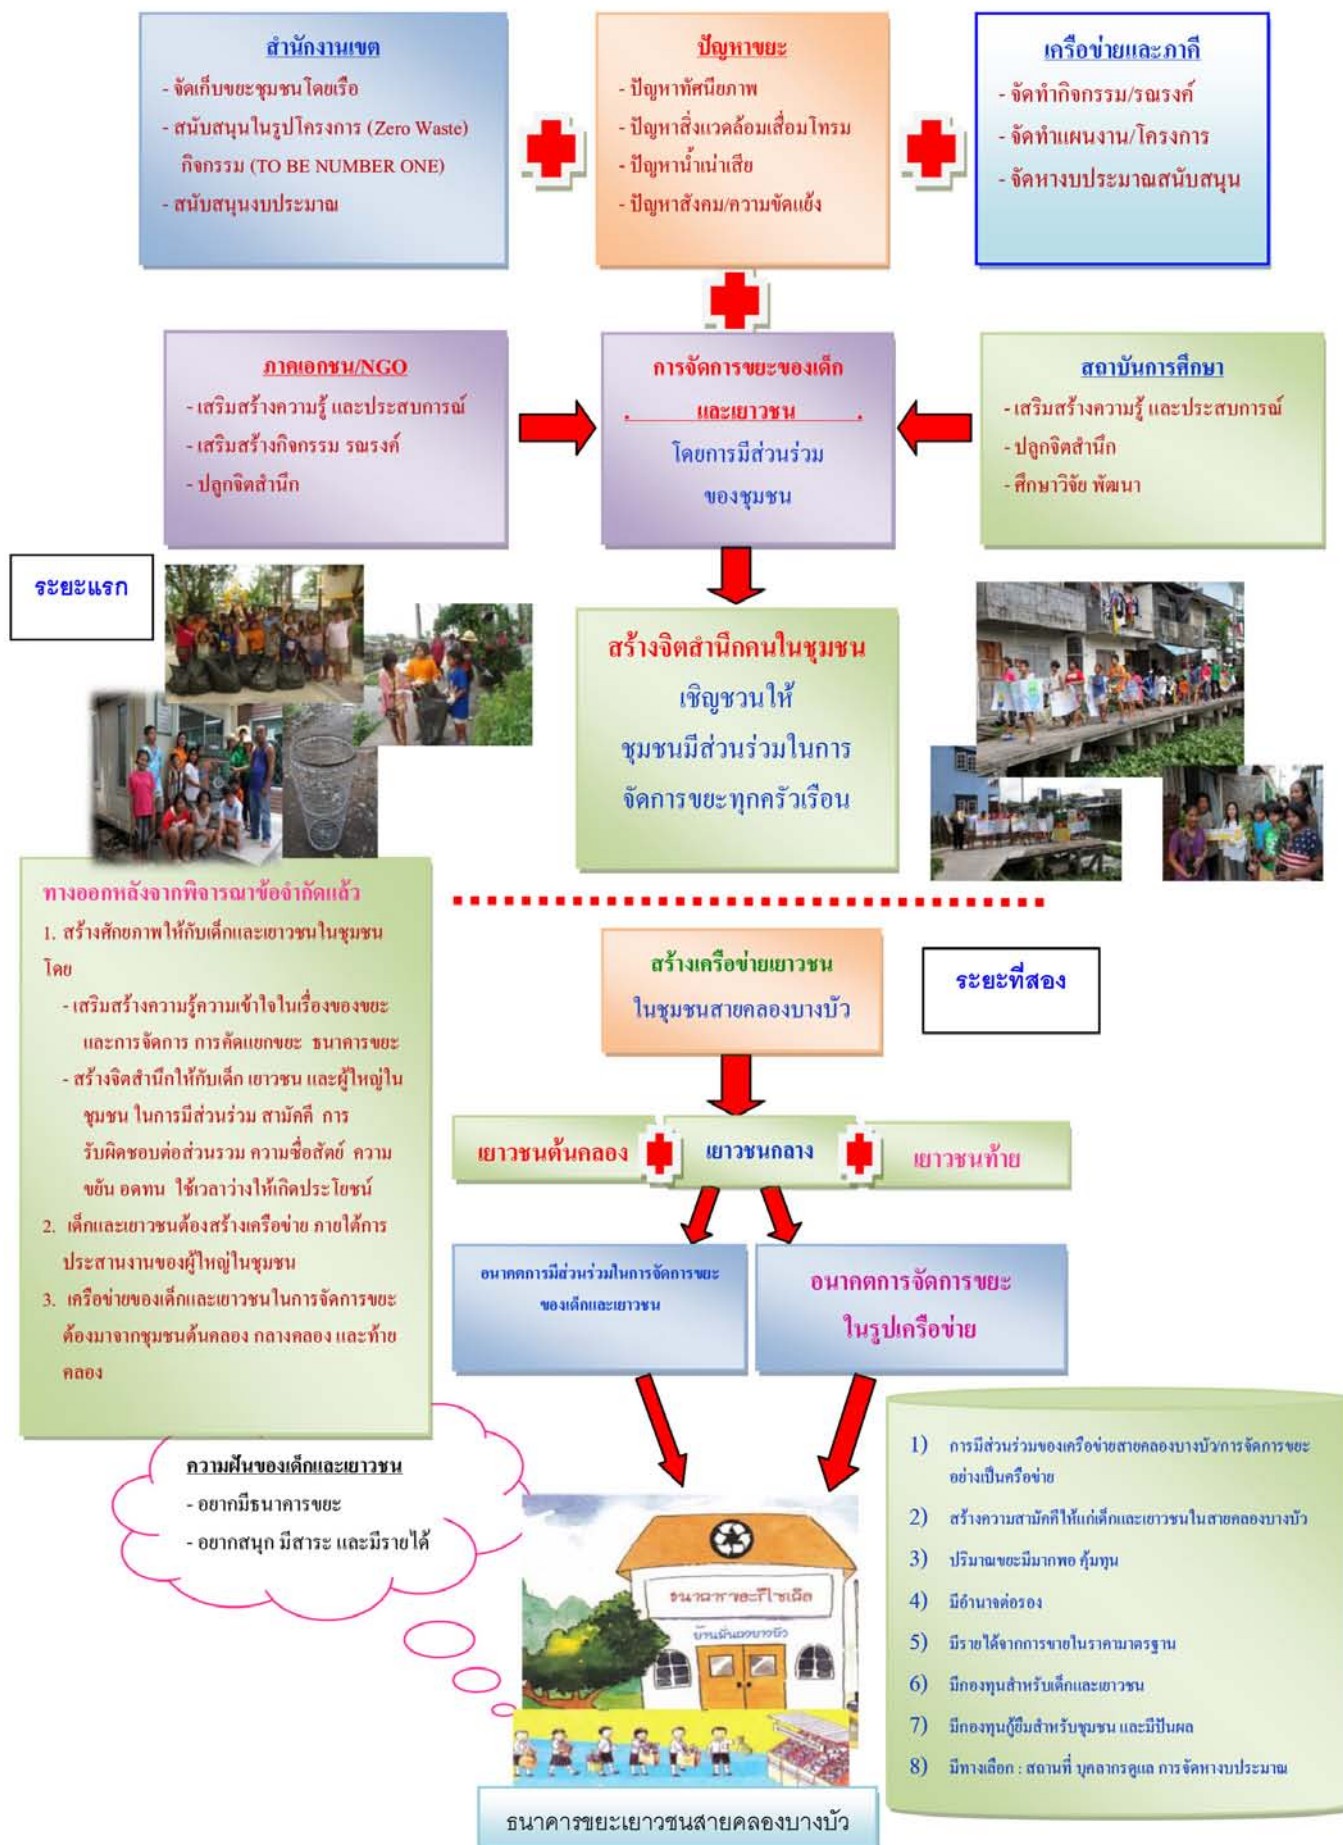 สำนักงานเขต
- จัดเก็บขยะชุมชนโดยเรือ
- สนับสนุนในรูปโครงการ (Zero Waste)
กิจกรรม (TO BE NUMBER ONE)
- สนับสนุนงบประมาณ
ปัญหาขยะ
- ปัญหาทัศนียภาพ
- ปัญหาสิ่งแวดล้อมเสื่อมโทรม
- ปัญหาน้ำเน่าเสีย
- ปัญหาสังคม/ความขัดแย้ง
เครือข่ายและภาคี
- จัดทำกิจกรรม/รณรงค์
- จัดทำแผนงาน/โครงการ
- จัดหางบประมาณสนับสนุน
ภาคเอกชน/NGO
- เสริมสร้างความรู้ และประสบการณ์
- เสริมสร้างกิจกรรม รณรงค์
- ปลูกจิตสำนึก
การจัดการขยะของเด็ก
. และเยาวชน .
โดยการมีส่วนร่วม
ของชุมชน
สถาบันการศึกษา
- เสริมสร้างความรู้ และประสบการณ์
- ปลูกจิตสำนึก
- ศึกษาวิจัย พัฒนา
ระยะแรก
สร้างจิตสำนึกคนในชุมชน
เชิญชวนให้
ชุมชนมีส่วนร่วมในการ
จัดการขยะทุกครัวเรือน
ทางออกหลังจากพิจารณาข้อจำกัดแล้ว
1. สร้างศักยภาพให้กับเด็กและเยาวชนในชุมชน
โดย
- เสริมสร้างความรู้ความเข้าใจในเรื่องของขยะ
และการจัดการ การคัดแยกขยะ ธนาคารขยะ
- สร้างจิตสำนึกให้กับเด็ก เยาวชน และผู้ใหญ่ใน
ชุมชน ในการมีส่วนร่วม สามัคคี การ
รับผิดชอบต่อส่วนรวม ความซื่อสัตย์ ความ
ขยัน อดทน ใช้เวลาว่างให้เกิดประโยชน์
2. เด็กและเยาวชนต้องสร้างเครือข่าย ภายใต้การ
ประสานงานของผู้ใหญ่ในชุมชน
3. เครือข่ายของเด็กและเยาวชนในการจัดการขยะ
ต้องมาจากชุมชนต้นคลอง กลางคลอง และท้าย
คลอง
สร้างเครือข่ายเยาวชน
ในชุมชนสายคลองบางบัว
ระยะที่สอง
เยาวชนต้นคลอง
เยาวชนกลาง
เยาวชนท้าย
อนาคตการมีส่วนร่วมในการจัดการขยะ
ของเด็กและเยาวชน
อนาคตการจัดการขยะ
ในรูปเครือข่าย
ความฝันของเด็กและเยาวชน
- อยากมีธนาคารขยะ
- อยากสนุก มีสาระ และมีรายได้
ธนาคารขยะรีไซเคิล
บ้านมั่นคงบางบัว
1) การมีส่วนร่วมของเครือข่ายสายคลองบางบัว/การจัดการขยะ
อย่างเป็นครือข่าย
2) สร้างความสามัคคีให้แก่เด็กและเยาวชนในสายคลองบางบัว
3) ปริมาณขยะมีมากพอ คุ้มทุน
4) มีอำนาจต่อรอง
5) มีรายได้จากการขายในราคามาตรฐาน
6) มีกองทุนสำหรับเด็กและเยาวชน
7) มีกองทุนกู้ยืมสำหรับชุมชน และมีปันผล
8) มีทางเลือก : สถานที่ บุคลากรดูแล การจัดหางบประมาณ
ธนาคารขยะเยาวชนสายคลองบางบัว